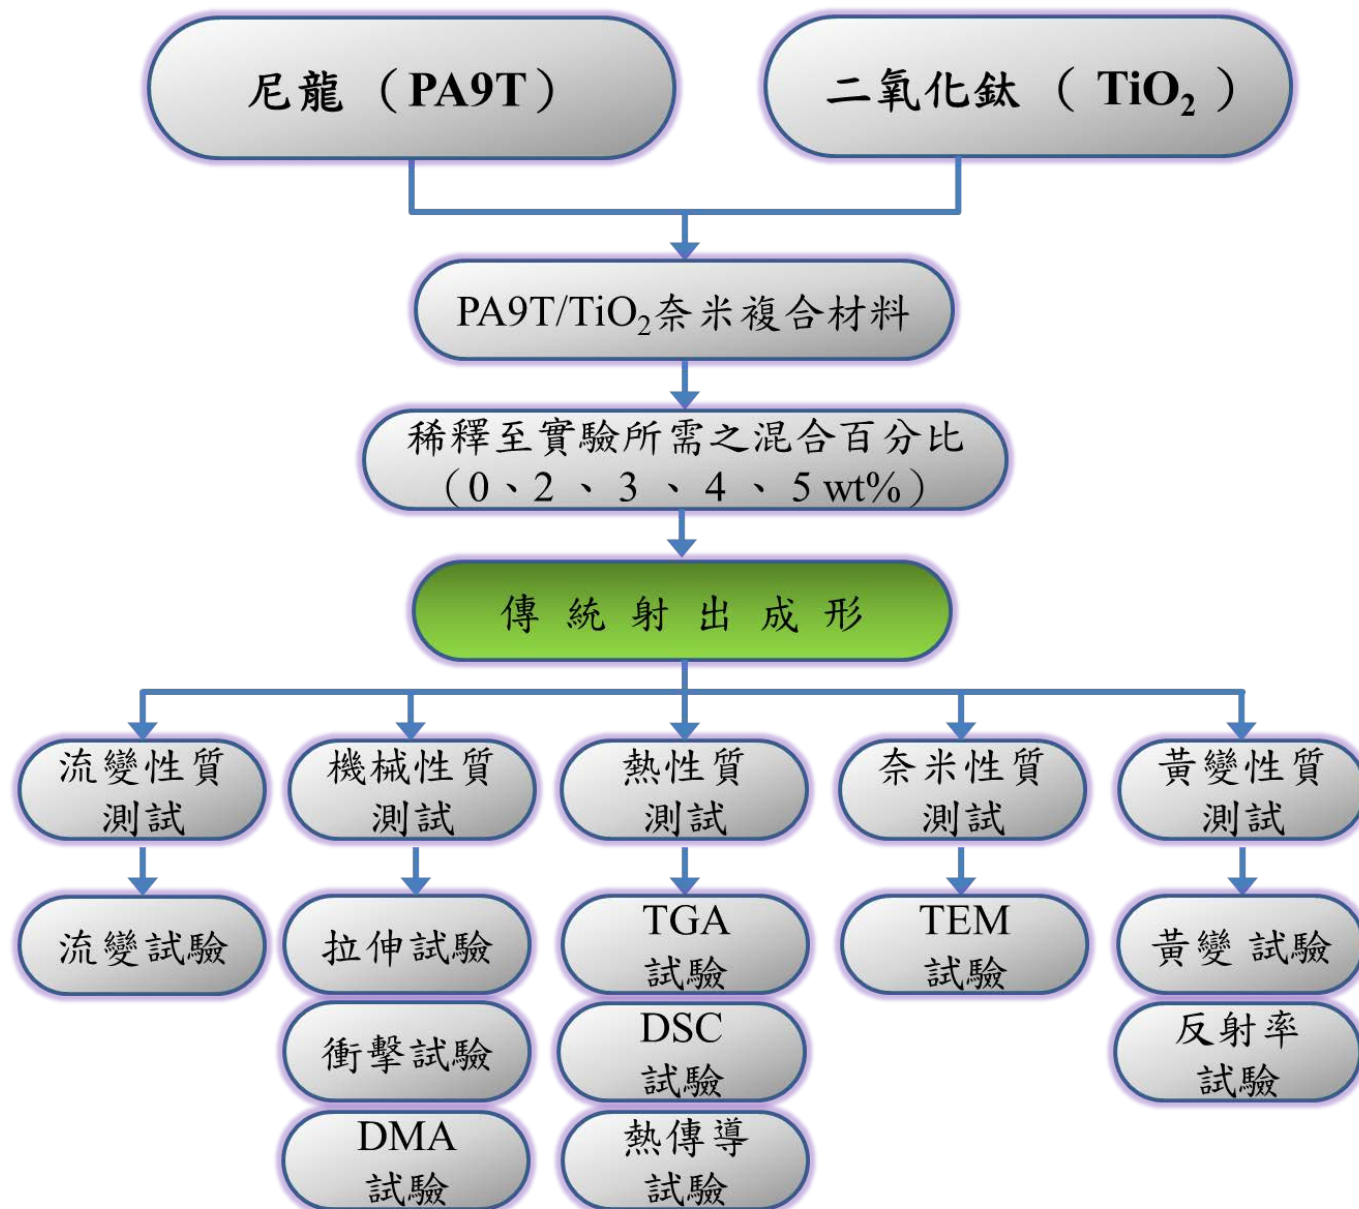 尼龍（PA9T）
二氧化鈦（ TiO₂ ）
PA9T/TiO₂奈米複合材料
稀釋至實驗所需之混合百分比
（0、2 、 3 、 4 、 5 wt%）
傳 統 射 出 成 形
流變性質
測試
機械性質
測試
熱性質
測試
奈米性質
測試
黃變性質
測試
流變試驗
拉伸試驗
TGA
試驗
TEM
試驗
黃變 試驗
衝擊試驗
DSC
試驗
反射率
試驗
DMA
試驗
熱傳導
試驗